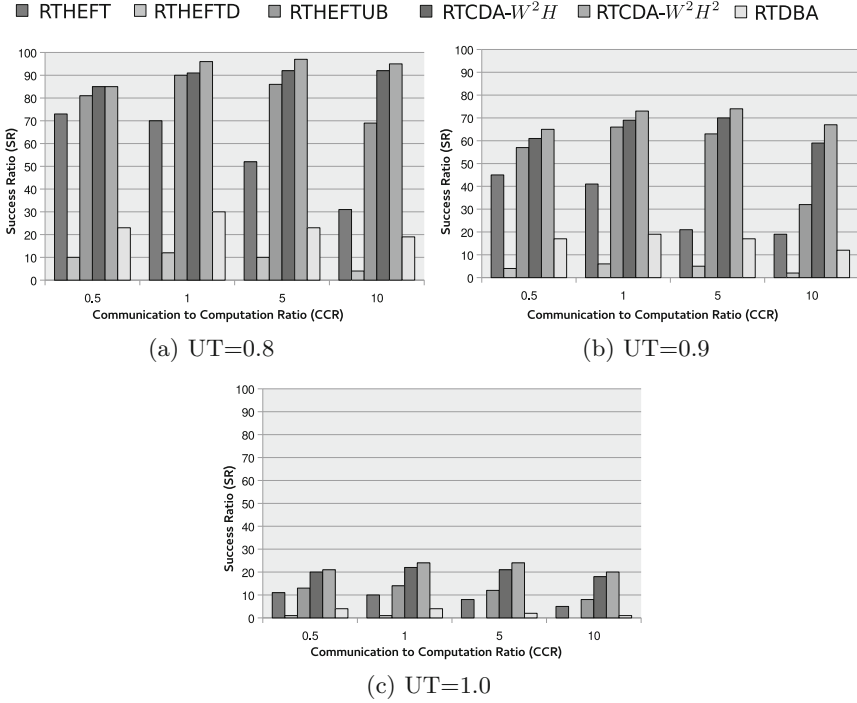 RTHEFT RTHEFTD RTHEFTUB RTCDA-W²H RTCDA-W²H² RTDBA
100
90
80
70
60
50
40
30
20
10
0
Success Ratio (SR)
0.5 1 5 10
Communication to Computation Ratio (CCR)
(a) UT=0.8
100
90
80
70
60
50
40
30
20
10
0
Success Ratio (SR)
0.5 1 5 10
Communication to Computation Ratio (CCR)
(b) UT=0.9
100
90
80
70
60
50
40
30
20
10
0
Success Ratio (SR)
0.5 1 5 10
Communication to Computation Ratio (CCR)
(c) UT=1.0